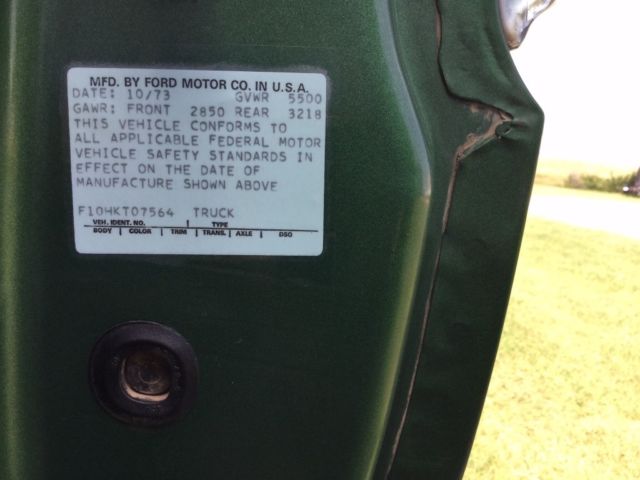 MFD. BY FORD MOTOR CO. IN U.S.A.
DATE: 10/73 GVWR 5500
GAWR: FRONT 2850 REAR 3218
THIS VEHICLE CONFORMS TO
ALL APPLICABLE FEDERAL MOTOR
VEHICLE SAFETY STANDARDS IN
EFFECT ON THE DATE OF
MANUFACTURE SHOWN ABOVE
F10HKT07564 TRUCK
VEH. IDENT. NO. TYPE
BODY COLOR TRIM TRANS. AXLE DSO